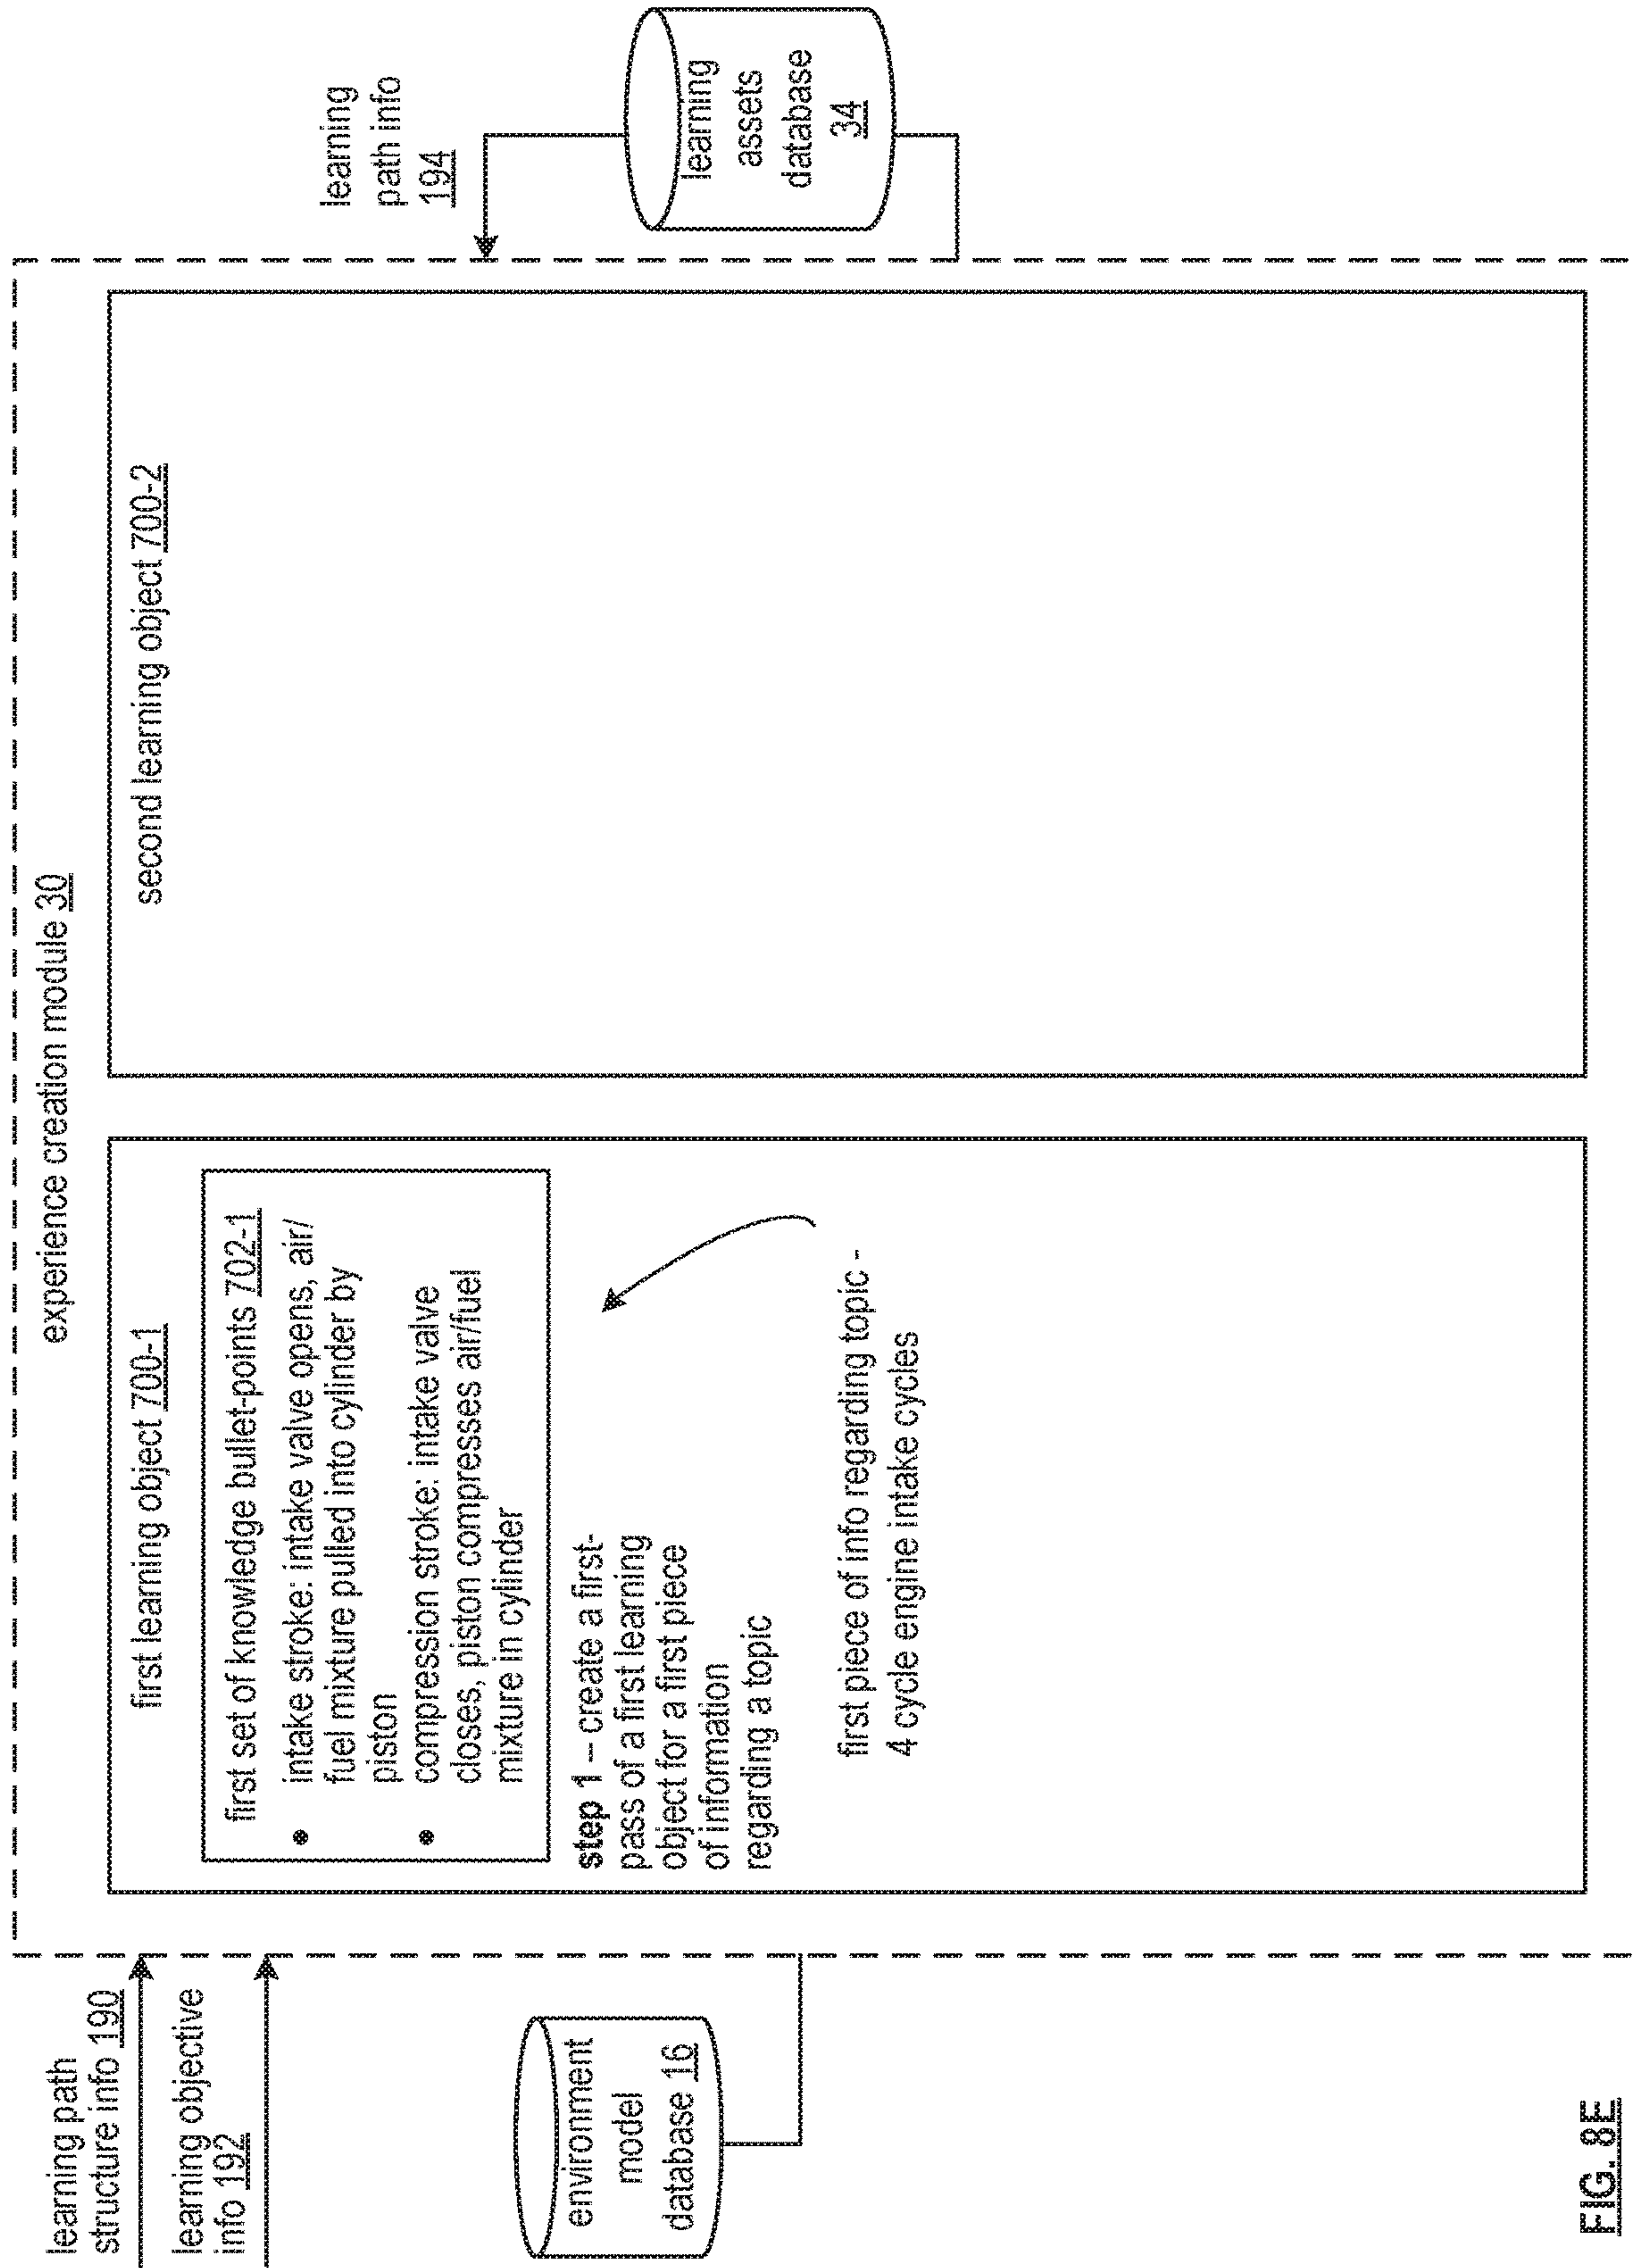 experience creation module 30
learning path
structure info 190
learning objective
info 192
environment
model
database 16
first learning object 700-1
first set of knowledge bullet-points 702-1
• intake stroke: intake valve opens, air/
fuel mixture pulled into cylinder by
piston
• compression stroke: intake valve
closes, piston compresses air/fuel
mixture in cylinder
step 1 – create a first-
pass of a first learning
object for a first piece
of information
regarding a topic
first piece of info regarding topic -
4 cycle engine intake cycles
second learning object 700-2
learning
path info
194
learning
assets
database
34
FIG. 8E